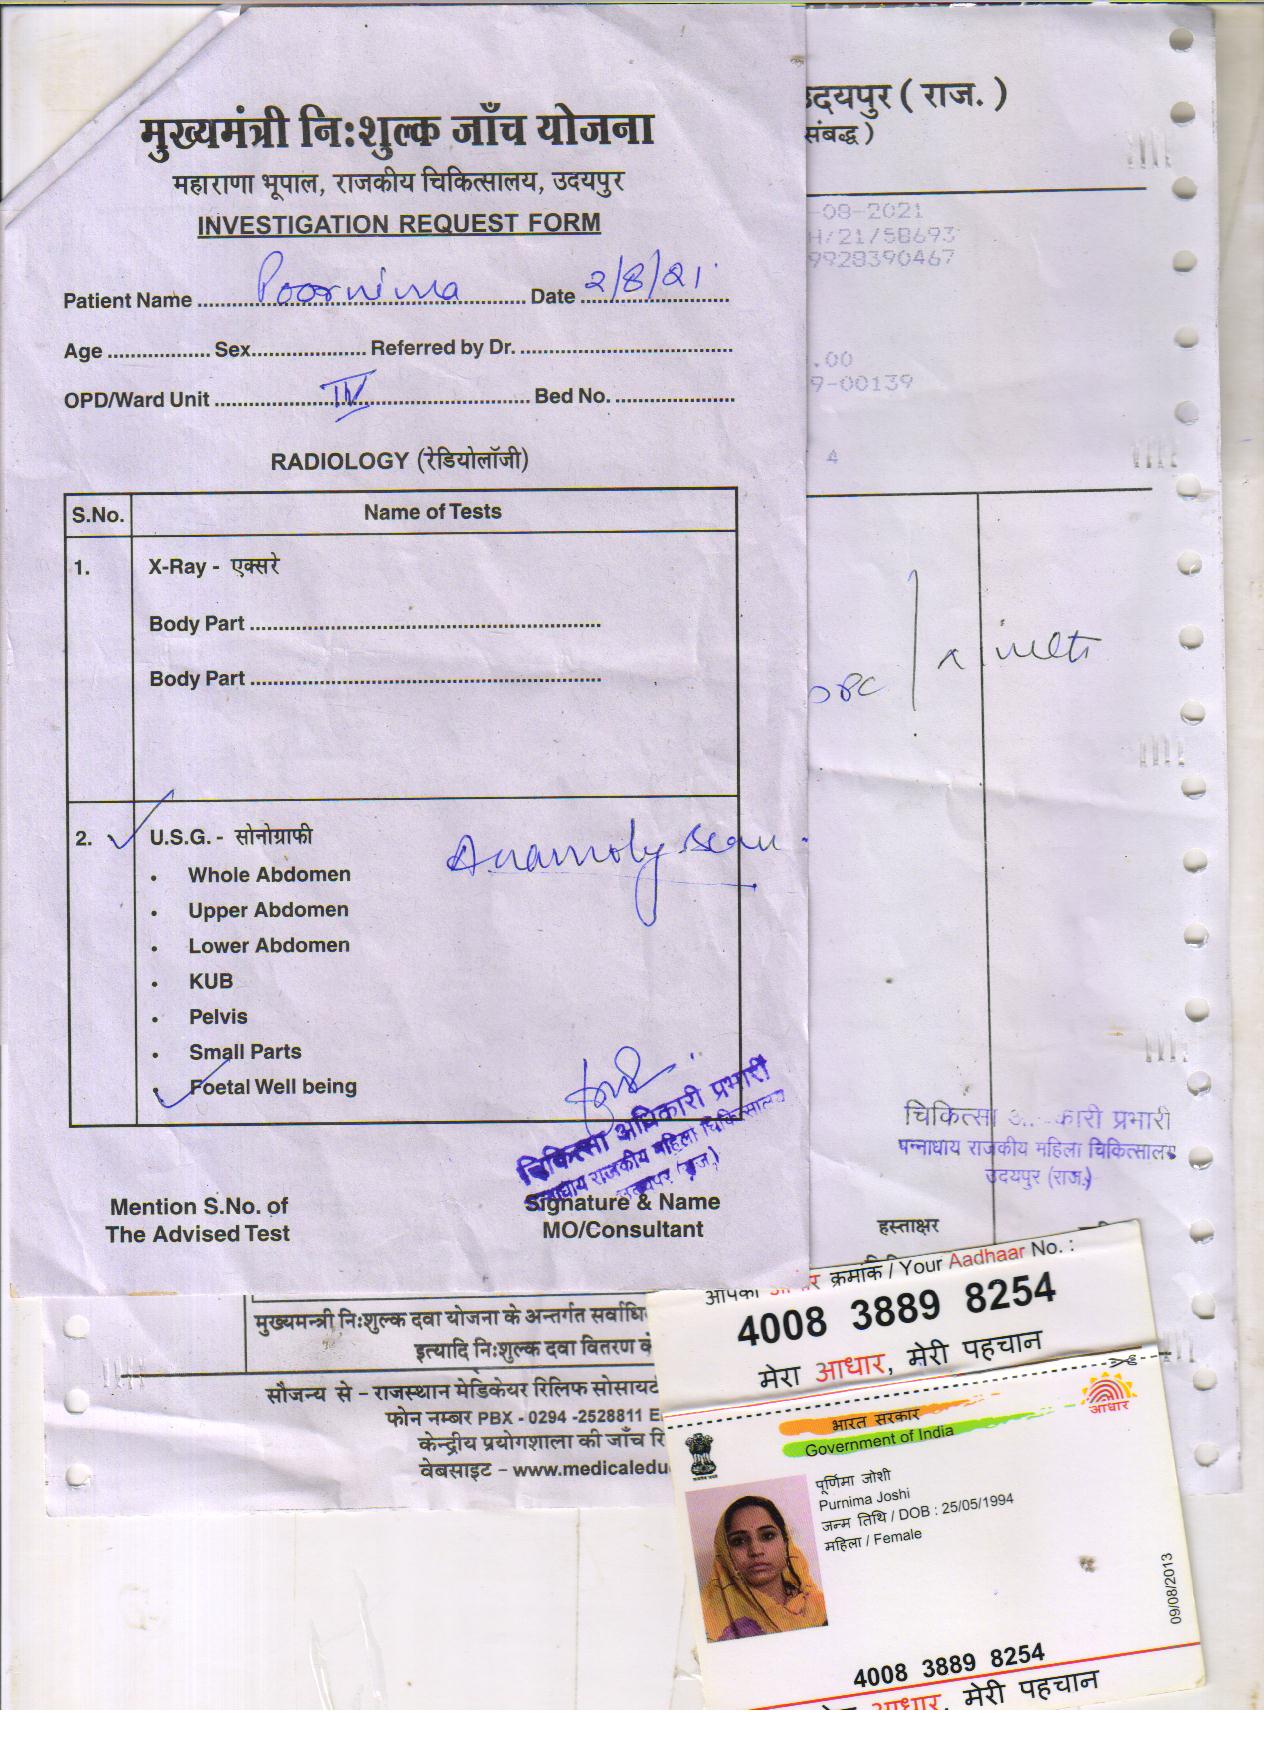 मुख्यमंत्री निःशुल्क जाँच योजना
महाराणा भूपाल, राजकीय चिकित्सालय, उदयपुर
INVESTIGATION REQUEST FORM
Patient Name Poornima Date 2/8/21
Age Sex Referred by Dr.
OPD/Ward Unit IV Bed No.
RADIOLOGY (रेडियोलॉजी)
S.No. Name of Tests
1. X-Ray - एक्सरे
Body Part
Body Part
2. U.S.G. - सोनोग्राफी Anamoly Scan
• Whole Abdomen
• Upper Abdomen
• Lower Abdomen
• KUB
• Pelvis
• Small Parts
• Foetal Well being
चिकित्सा अधिकारी प्रभारी
राजकीय महिला चिकित्सालय
(राज.)
Mention S.No. of
The Advised Test
Signature & Name
MO/Consultant
उदयपुर ( राज. )
संबद्ध )
-08-2021
H/21/58693
9928390467
.00
9-00139
4
चिकित्सा प्रभारी
पन्नाधाय राजकीय महिला चिकित्सालय
उदयपुर (राज.)
हस्ताक्षर
मुख्यमन्त्री निःशुल्क दवा योजना के अन्तर्गत
इत्यादि निःशुल्क दवा वितरण
सौजन्य से – राजस्थान मेडिकेयर रिलिफ
फोन नम्बर PBX - 0294 -2528811
केन्द्रीय प्रयोगशाला की जाँच
वेबसाइट – www.medicaledu
आपका क्रमांक / Your Aadhaar No. :
4008 3889 8254
मेरा आधार, मेरी पहचान
भारत सरकार
Government of India
आधार
पूर्णिमा जोशी
Purnima Joshi
जन्म तिथि / DOB : 25/05/1994
महिला / Female
09/08/2013
4008 3889 8254
आधार, मेरी पहचान